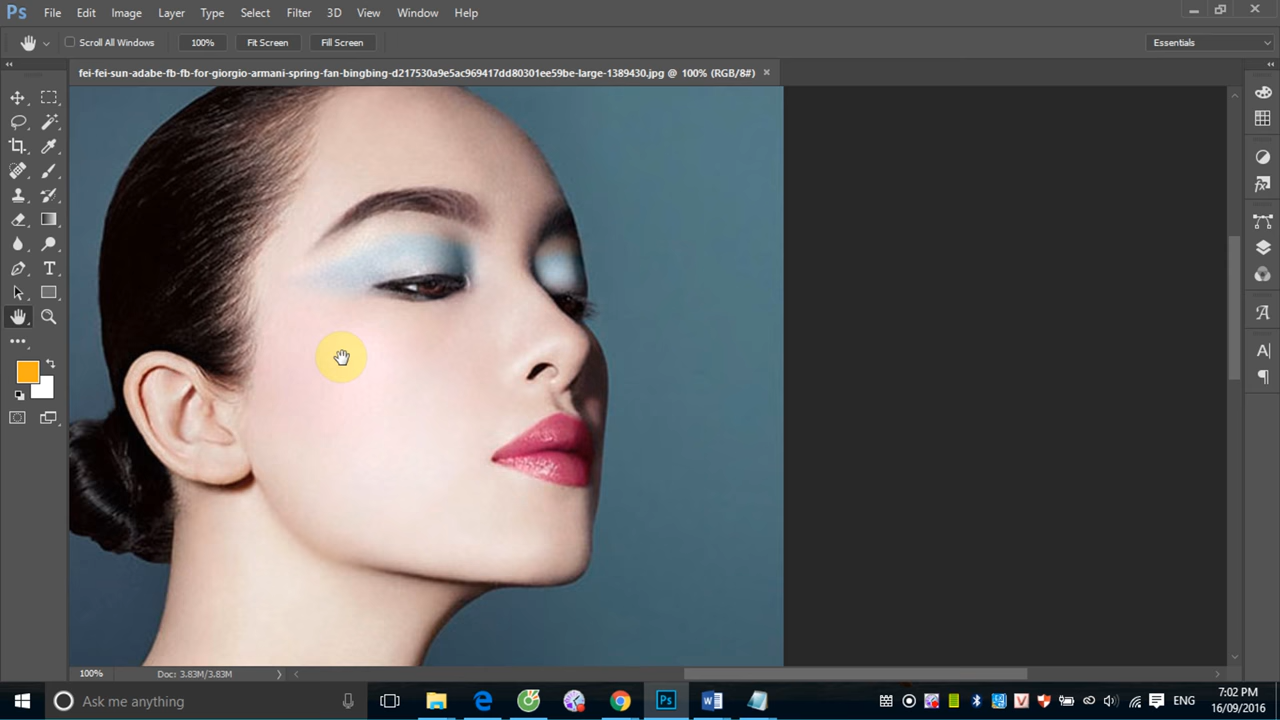 Ps File Edit Image Layer Type Select Filter 3D View Window Help
Scroll All Windows 100% Fit Screen Fill Screen Essentials
fei-fei-sun-adabe-fb-fb-for-giorgio-armani-spring-fan-bingbing-d217530a9e5ac969417dd80301ee59be-large-1389430.jpg @ 100% (RGB/8#) ×
100% Doc: 3.83M/3.83M
Ask me anything
ENG
7:02 PM
16/09/2016